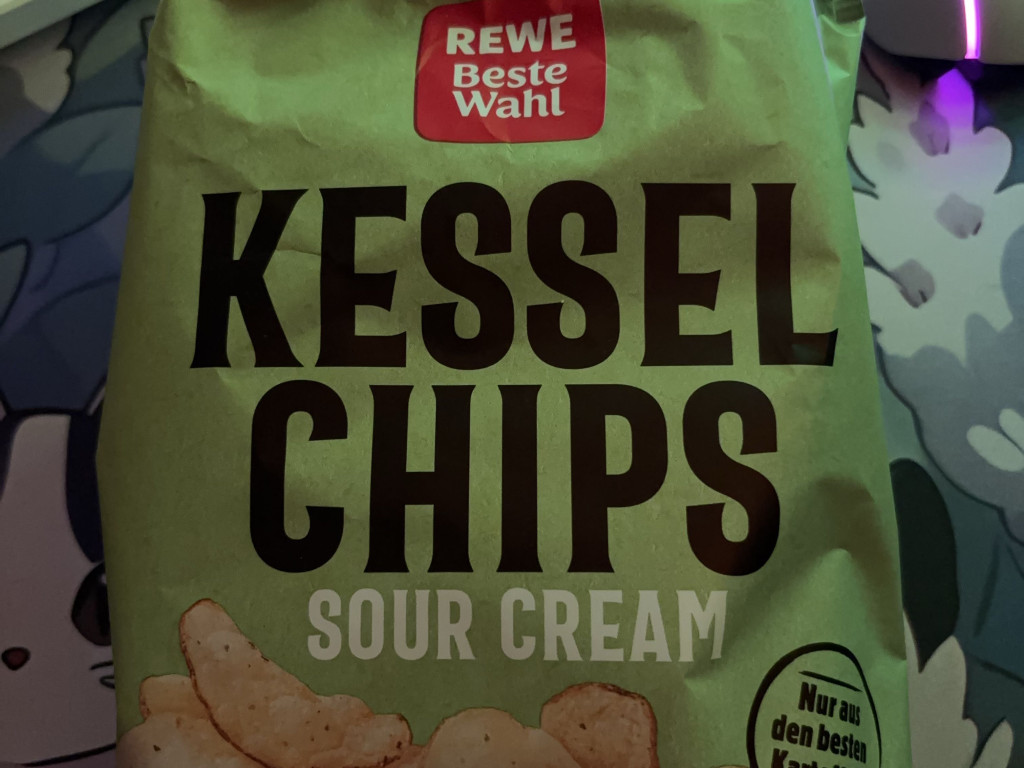 REWE
Beste
Wahl
KESSEL
CHIPS
SOUR CREAM
Nur aus
den besten